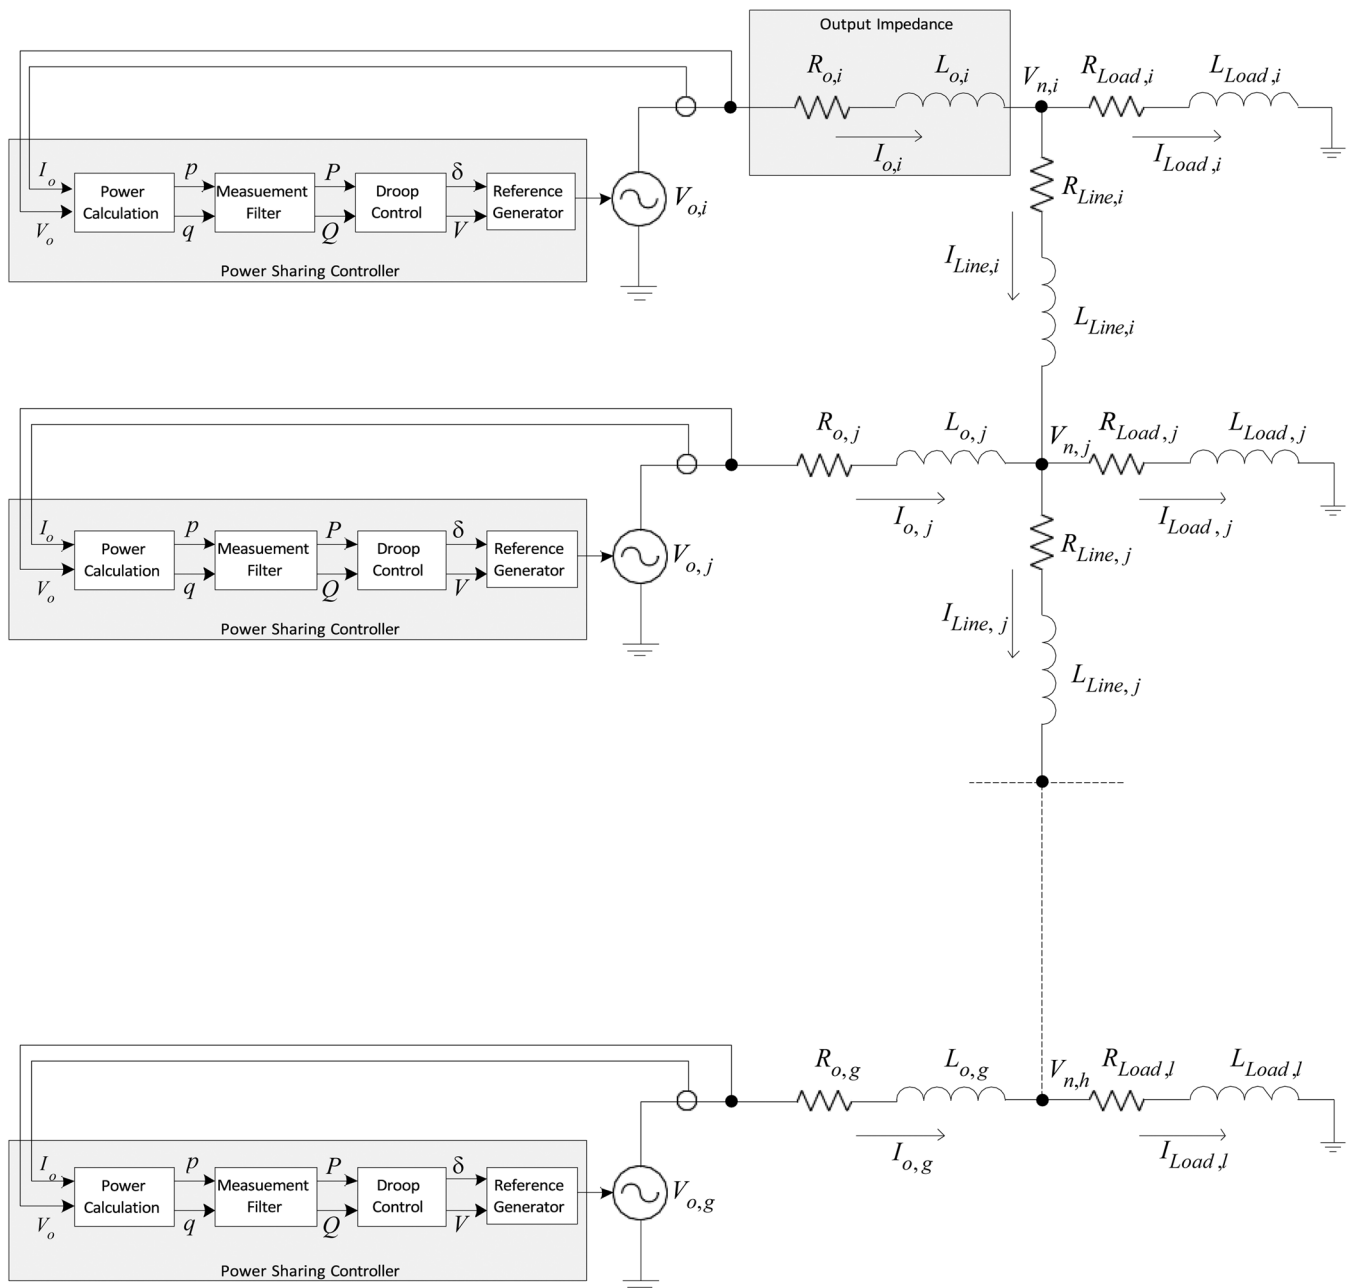 Output Impedance
R_{o,i}
L_{o,i}
V_{n,i}
R_{Load,i}
L_{Load,i}
I_{o,i}
I_{Load,i}
I_o
V_o
Power Calculation
p
q
Measuement Filter
P
Q
Droop Control
δ
V
Reference Generator
Power Sharing Controller
V_{o,i}
R_{Line,i}
I_{Line,i}
L_{Line,i}
R_{o,j}
L_{o,j}
V_{n,j}
R_{Load,j}
L_{Load,j}
I_{o,j}
I_{Load,j}
I_o
V_o
Power Calculation
p
q
Measuement Filter
P
Q
Droop Control
δ
V
Reference Generator
Power Sharing Controller
V_{o,j}
R_{Line,j}
I_{Line,j}
L_{Line,j}
R_{o,g}
L_{o,g}
V_{n,h}
R_{Load,l}
L_{Load,l}
I_{o,g}
I_{Load,l}
I_o
V_o
Power Calculation
p
q
Measuement Filter
P
Q
Droop Control
δ
V
Reference Generator
Power Sharing Controller
V_{o,g}